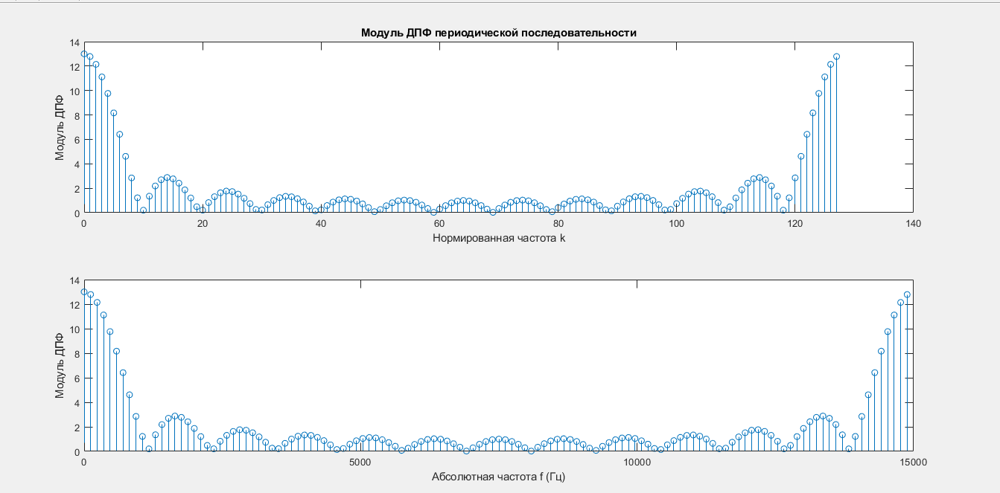 Модуль ДПФ периодической последовательности
14
12
10
8
6
4
2
0
Модуль ДПФ
0 20 40 60 80 100 120 140
Нормированная частота k
14
12
10
8
6
4
2
0
Модуль ДПФ
0 5000 10000 15000
Абсолютная частота f (Гц)